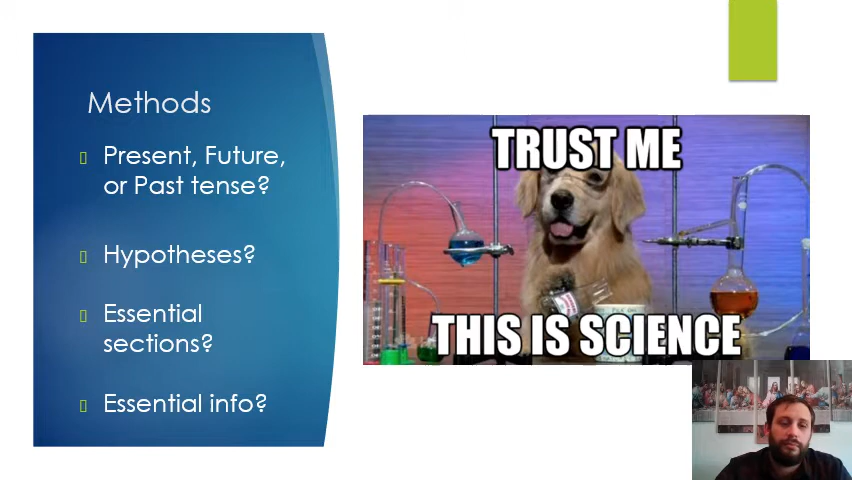 Methods
Present, Future,
or Past tense?
Hypotheses?
Essential
sections?
Essential info?
TRUST ME
THIS IS SCIENCE